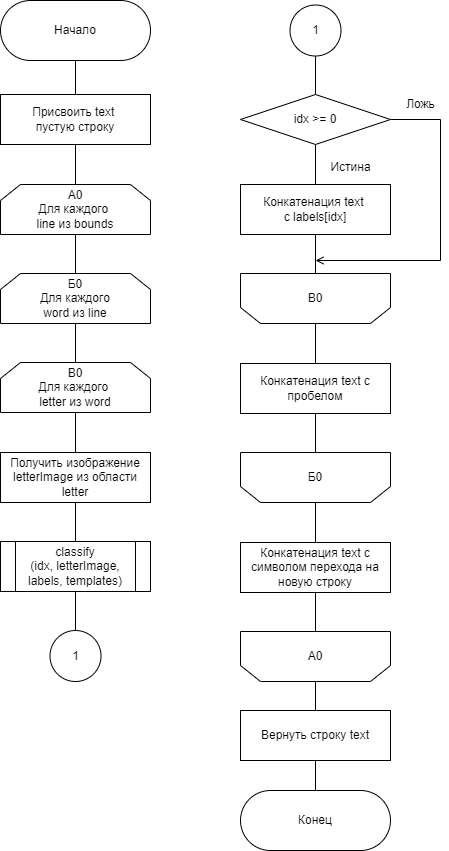 Начало
Присвоить text
пустую строку
А0
Для каждого
line из bounds
Б0
Для каждого
word из line
В0
Для каждого
letter из word
Получить изображение
letterImage из области
letter
classify
(idx, letterImage,
labels, templates)
1
1
idx >= 0
Ложь
Истина
Конкатенация text
с labels[idx]
В0
Конкатенация text с
пробелом
Б0
Конкатенация text с
символом перехода на
новую строку
А0
Вернуть строку text
Конец